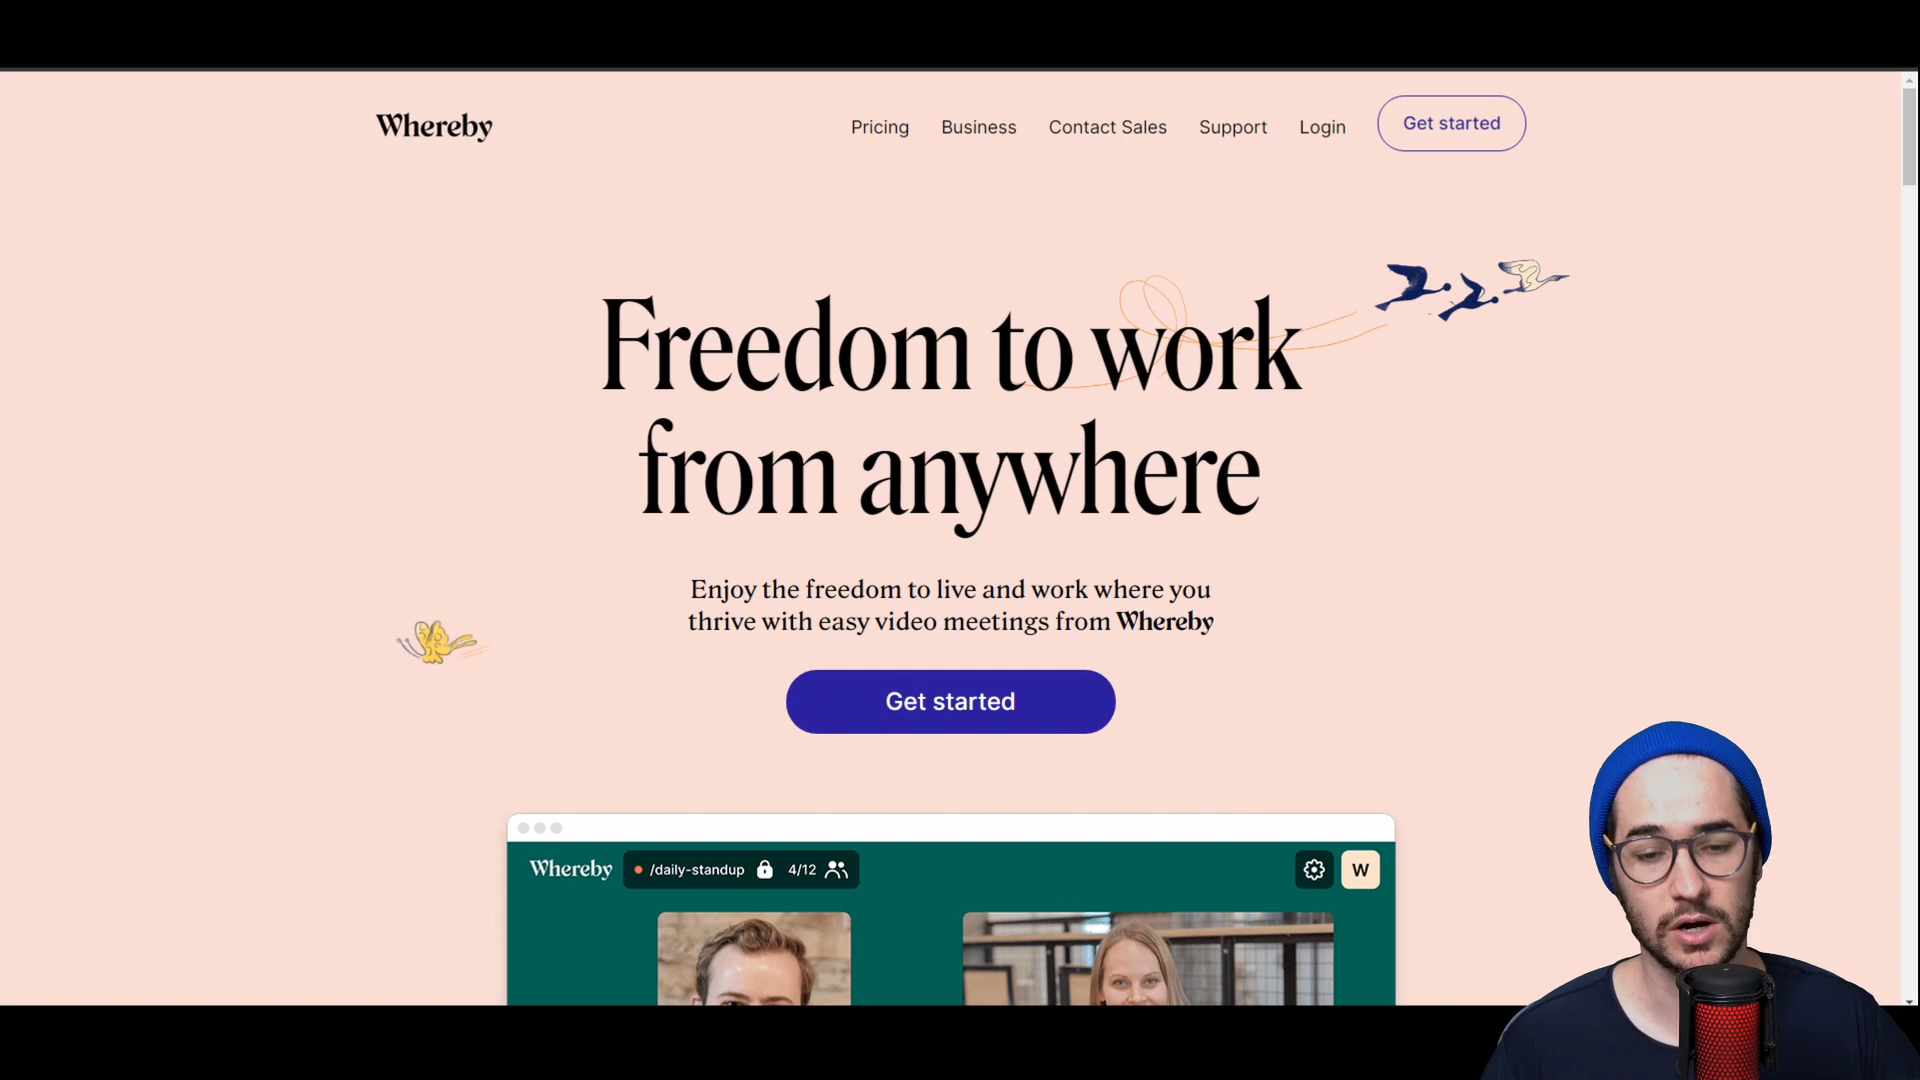 Whereby
Pricing Business Contact Sales Support Login Get started
Freedom to work
from anywhere
Enjoy the freedom to live and work where you
thrive with easy video meetings from Whereby
Get started
Whereby /daily-standup 4/12 W